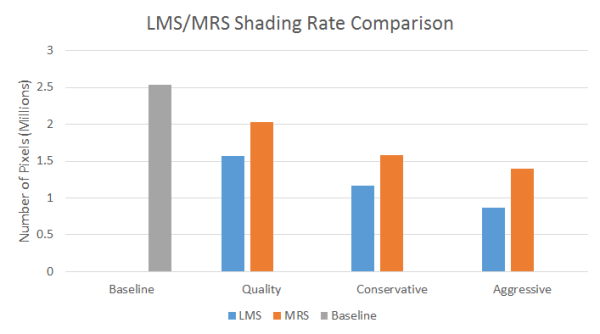 LMS/MRS Shading Rate Comparison
3
2.5
2
1.5
1
0.5
0
Number of Pixels (Millions)
Baseline Quality Conservative Aggressive
LMS MRS Baseline